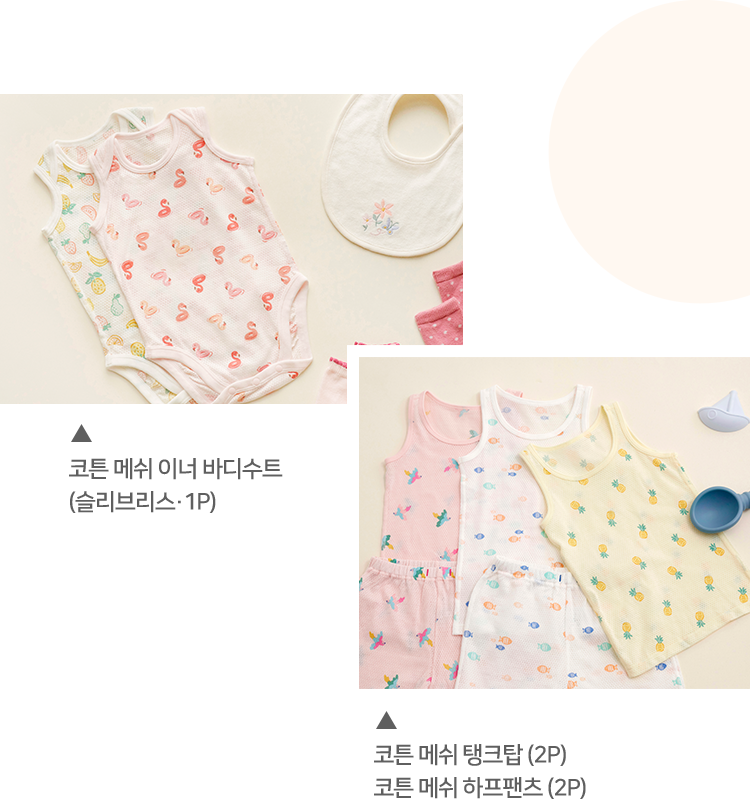 ▲
코튼 메쉬 이너 바디수트
(슬리브리스·1P)
▲
코튼 메쉬 탱크탑 (2P)
코튼 메쉬 하프팬츠 (2P)